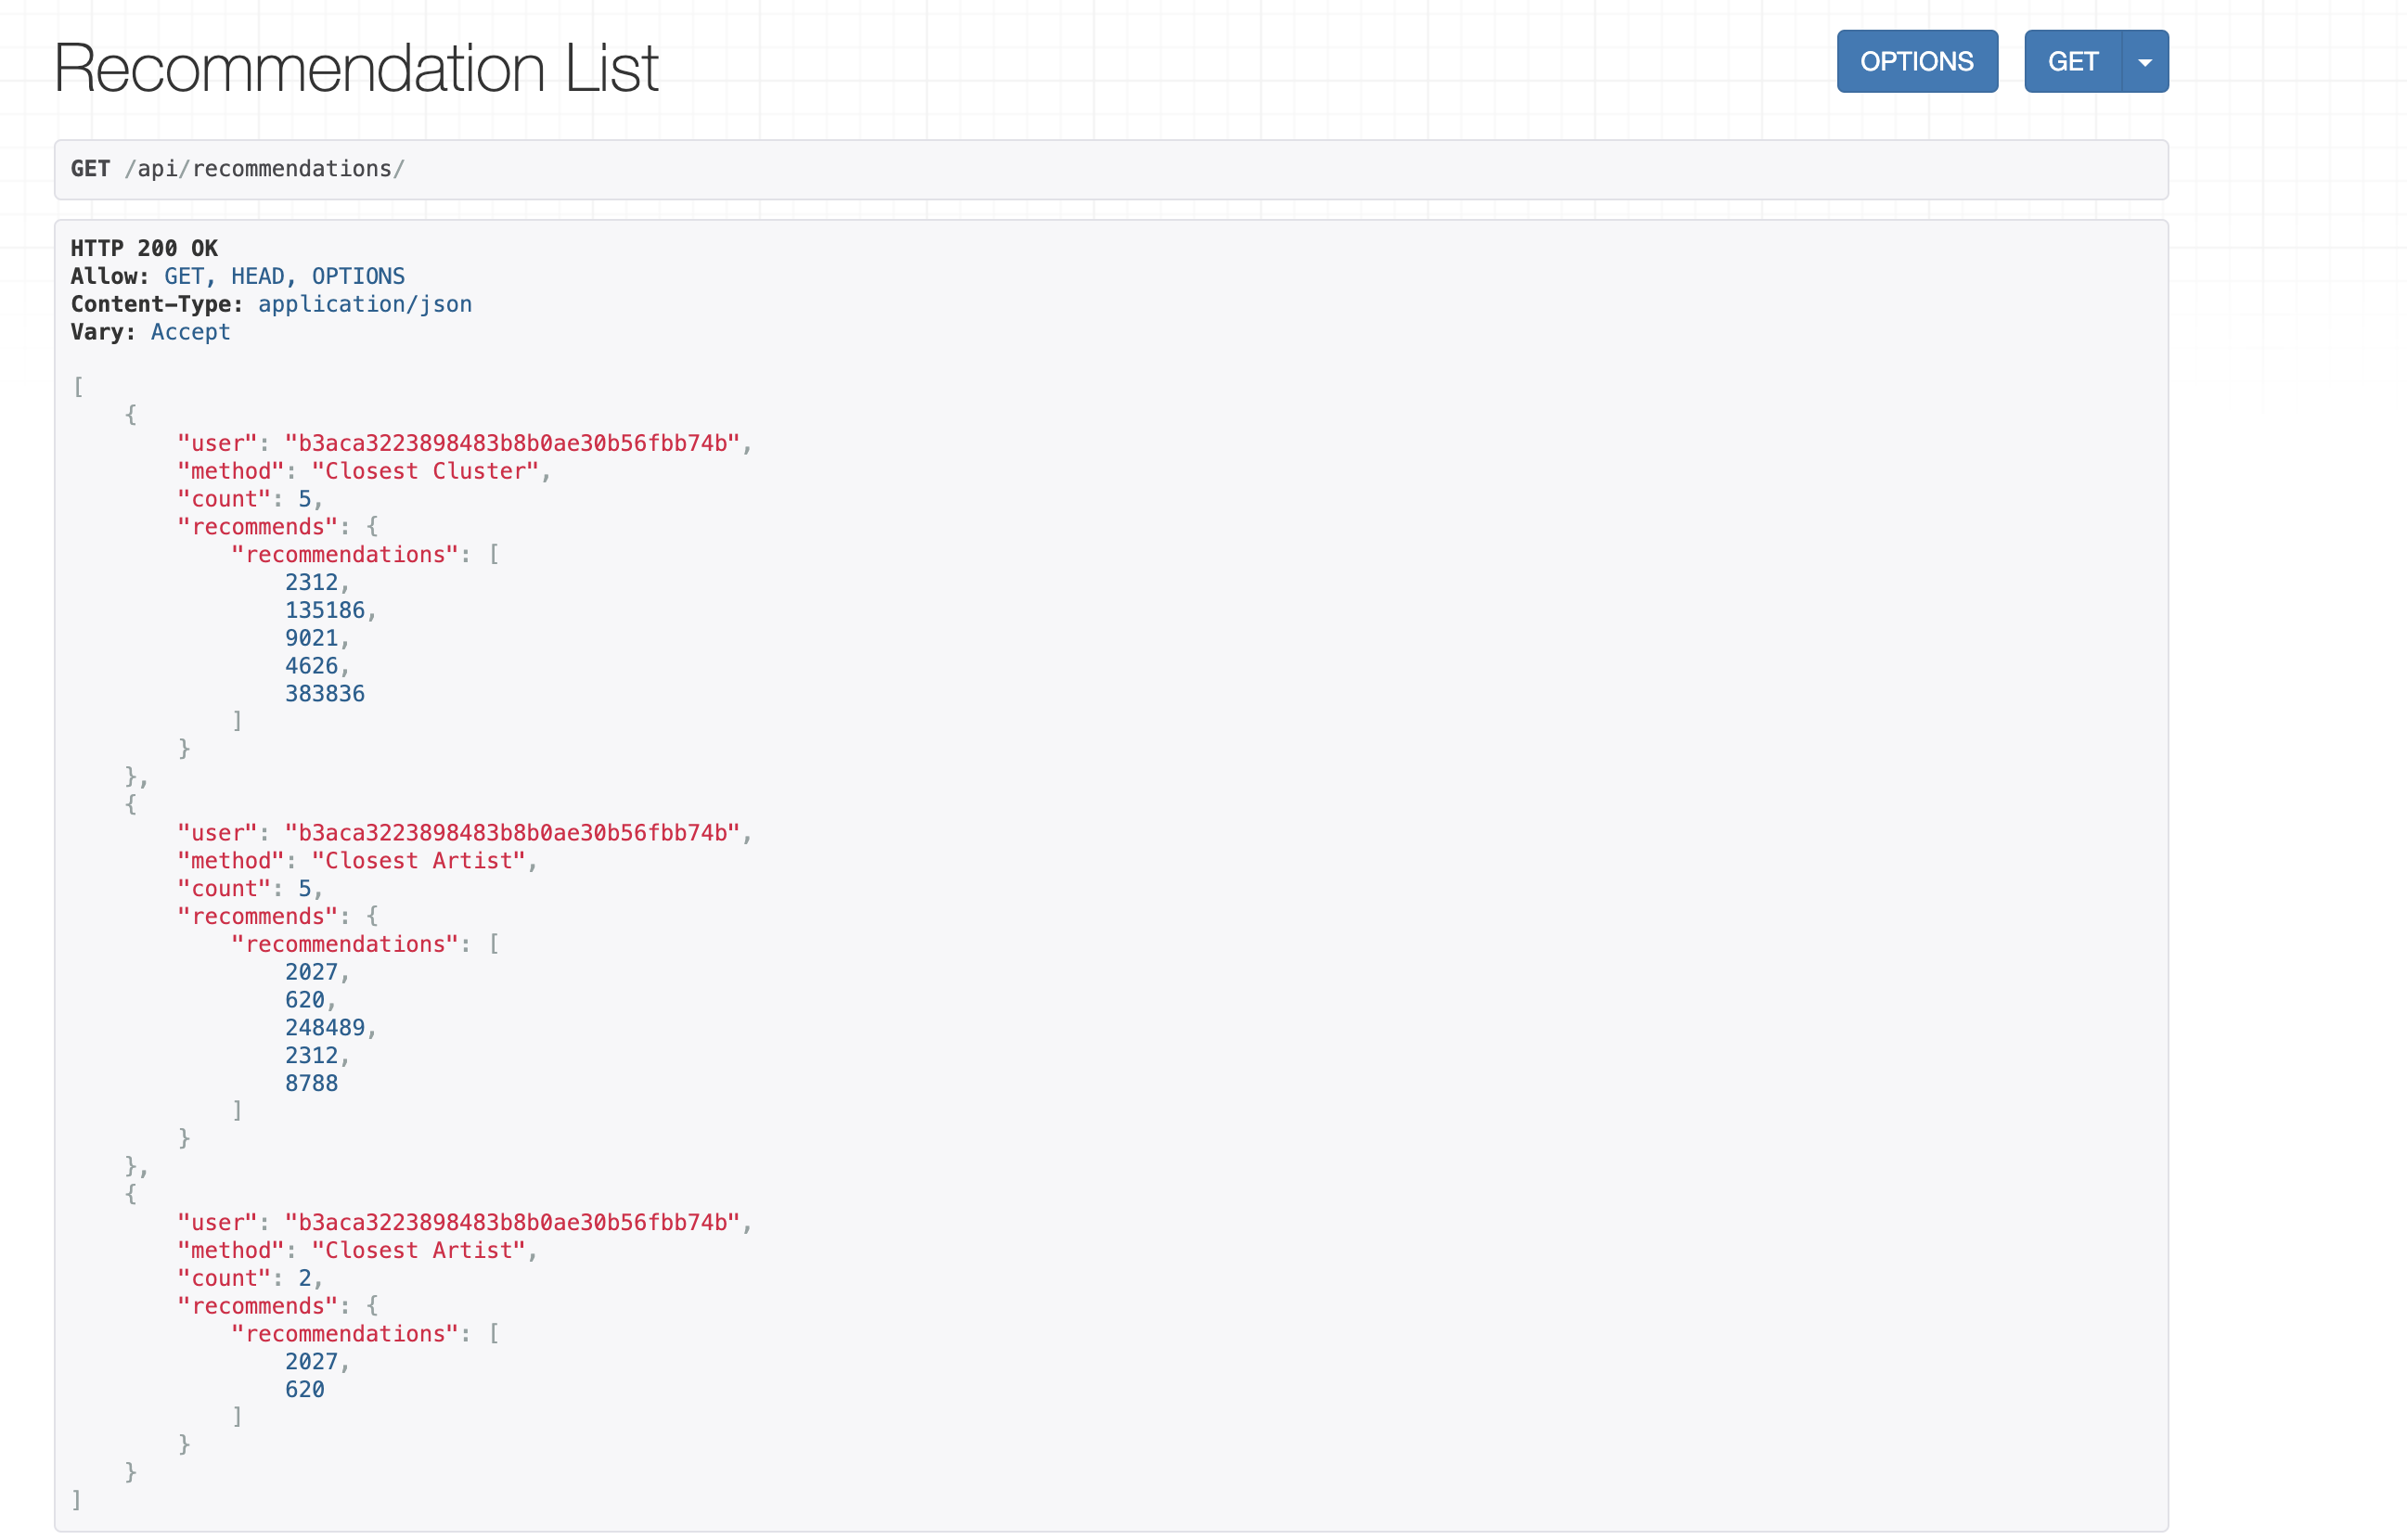 Recommendation List
OPTIONS
GET
GET /api/recommendations/
HTTP 200 OK
Allow: GET, HEAD, OPTIONS
Content-Type: application/json
Vary: Accept
[
    {
        "user": "b3aca3223898483b8b0ae30b56fbb74b",
        "method": "Closest Cluster",
        "count": 5,
        "recommends": {
            "recommendations": [
                2312,
                135186,
                9021,
                4626,
                383836
            ]
        }
    },
    {
        "user": "b3aca3223898483b8b0ae30b56fbb74b",
        "method": "Closest Artist",
        "count": 5,
        "recommends": {
            "recommendations": [
                2027,
                620,
                248489,
                2312,
                8788
            ]
        }
    },
    {
        "user": "b3aca3223898483b8b0ae30b56fbb74b",
        "method": "Closest Artist",
        "count": 2,
        "recommends": {
            "recommendations": [
                2027,
                620
            ]
        }
    }
]